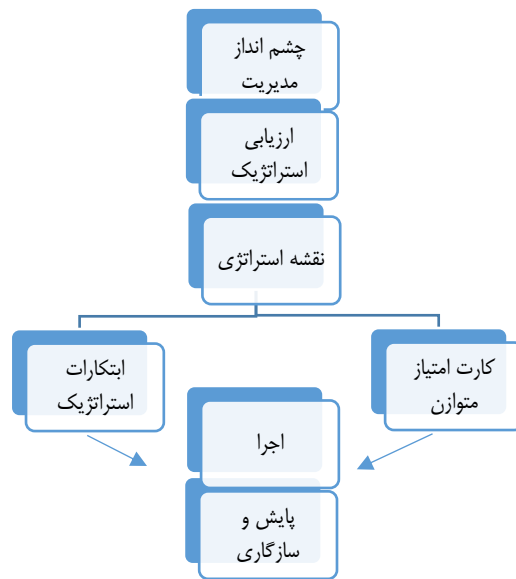 چشم انداز
مدیریت
ارزیابی
استراتژیک
نقشه استراتژی
کارت امتیاز
متوازن
ابتکارات
استراتژیک
اجرا
پایش و
سازگاری